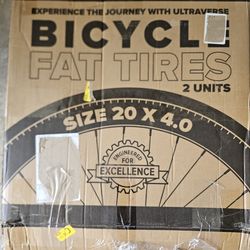 EXPERIENCE THE JOURNEY WITH ULTRAVERSE
BICYCLE
FAT TIRES
2 UNITS
SIZE 20 X 4.0
ENGINEERED
FOR
EXCELLENCE